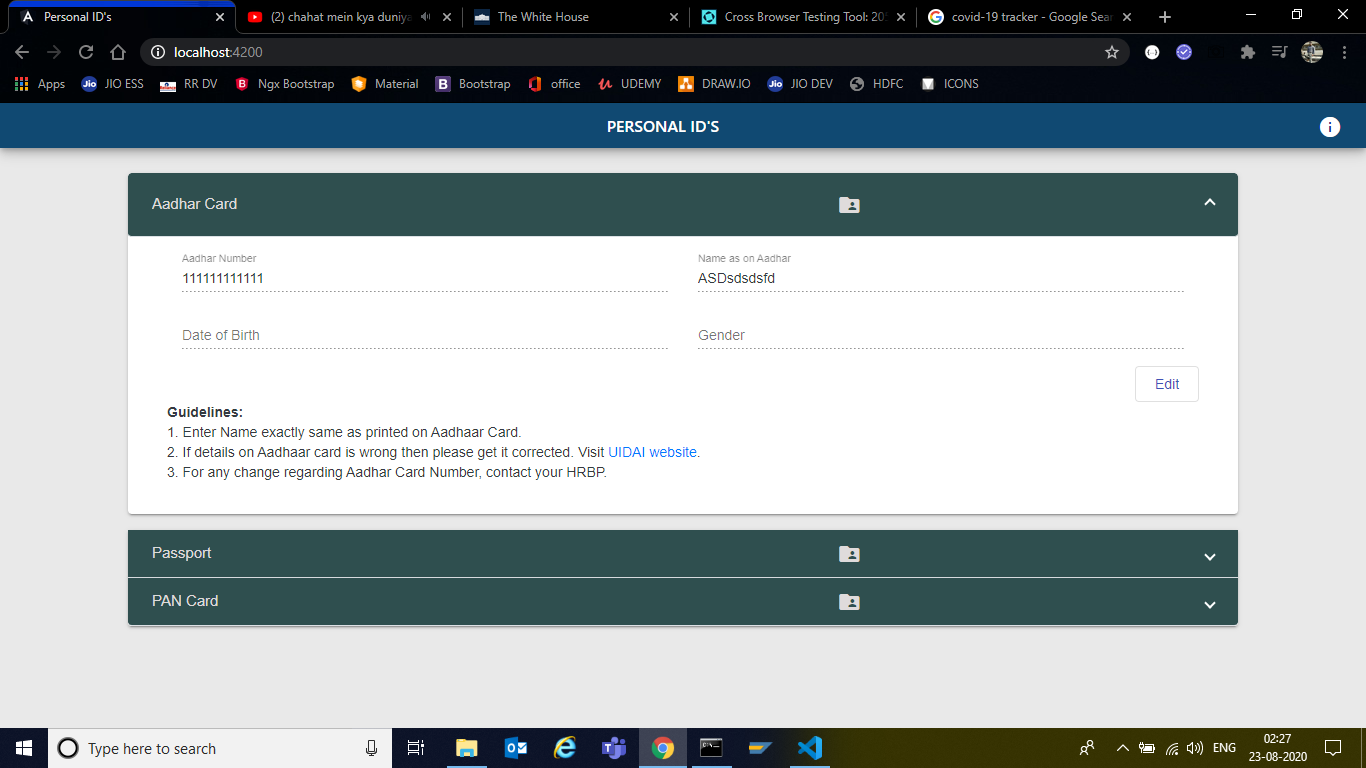 Personal ID's
(2) chahat mein kya duniya
The White House
Cross Browser Testing Tool: 205
covid-19 tracker - Google Sear
localhost:4200
Apps
JIO ESS
RR DV
Ngx Bootstrap
Material
Bootstrap
office
UDEMY
DRAW.IO
JIO DEV
HDFC
ICONS
PERSONAL ID'S
Aadhar Card
Aadhar Number
Name as on Aadhar
111111111111
ASDsdsdsfd
Date of Birth
Gender
Edit
Guidelines:
1. Enter Name exactly same as printed on Aadhaar Card.
2. If details on Aadhaar card is wrong then please get it corrected. Visit UIDAI website.
3. For any change regarding Aadhar Card Number, contact your HRBP.
Passport
PAN Card
Type here to search
ENG
02:27
23-08-2020